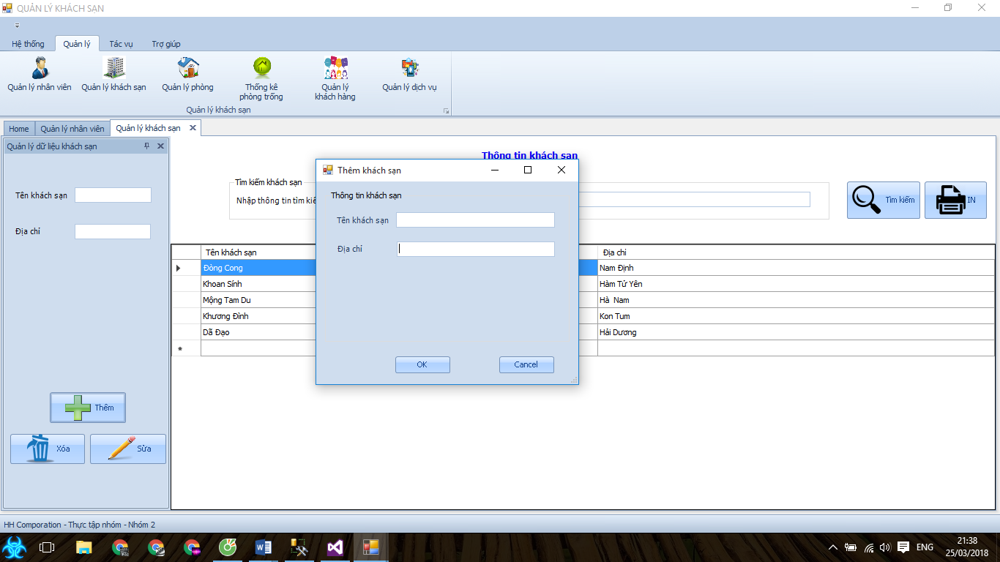 QUẢN LÝ KHÁCH SẠN
Hệ thống Quản lý Tác vụ Trợ giúp
Quản lý nhân viên Quản lý khách sạn Quản lý phòng Thống kê phòng trống Quản lý khách hàng Quản lý dịch vụ
Quản lý khách sạn
Home Quản lý nhân viên Quản lý khách sạn
Quản lý dữ liệu khách sạn
Tên khách sạn
Địa chỉ
Thêm
Xóa Sửa
Thông tin khách sạn
Tìm kiếm khách sạn
Nhập thông tin tìm
Tìm kiếm IN
Tên khách sạn Địa chỉ
Đòng Cong Nam Định
Khoan Sính Hàm Tử Yên
Mộng Tam Du Hà Nam
Khương Đình Kon Tum
Dã Đạo Hải Dương
Thêm khách sạn
Thông tin khách sạn
Tên khách sạn
Địa chỉ
OK Cancel
HH Comporation - Thực tập nhóm - Nhóm 2
ENG
21:38
25/03/2018